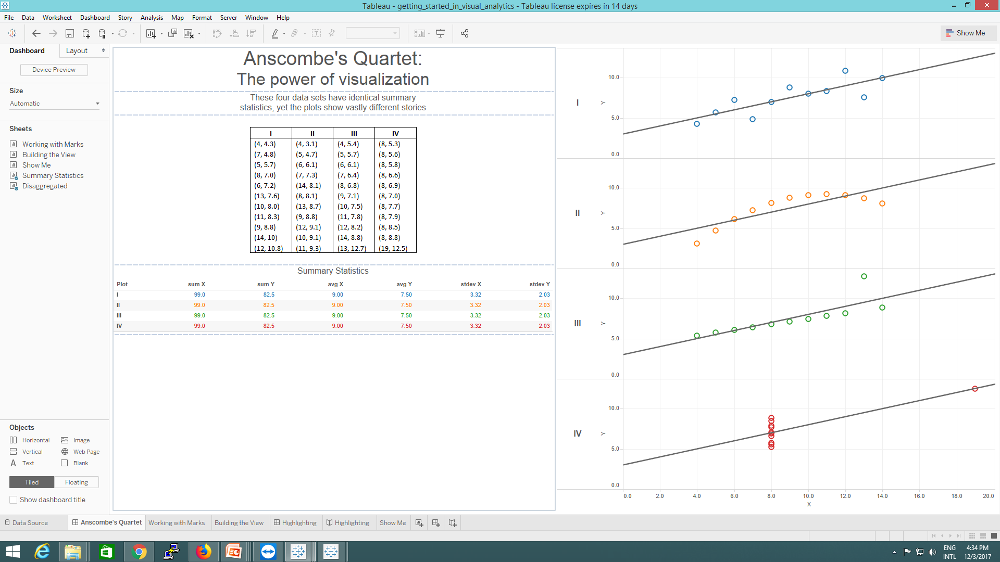 Tableau - getting_started_in_visual_analytics - Tableau license expires in 14 days
File Data Worksheet Dashboard Story Analysis Map Format Server Window Help
Show Me
Dashboard Layout
Device Preview
Size
Automatic
Sheets
Working with Marks
Building the View
Show Me
Summary Statistics
Disaggregated
Objects
Horizontal Image
Vertical Web Page
A Text Blank
Tiled Floating
Show dashboard title
Anscombe's Quartet:
The power of visualization
These four data sets have identical summary
statistics, yet the plots show vastly different stories
I II III IV
(4, 4.3) (4, 3.1) (4, 5.4) (8, 5.3)
(7, 4.8) (5, 4.7) (5, 5.7) (8, 5.6)
(5, 5.7) (6, 6.1) (6, 6.1) (8, 5.8)
(8, 7.0) (7, 7.3) (7, 6.4) (8, 6.6)
(6, 7.2) (14, 8.1) (8, 6.8) (8, 6.9)
(13, 7.6) (8, 8.1) (9, 7.1) (8, 7.0)
(10, 8.0) (13, 8.7) (10, 7.5) (8, 7.7)
(11, 8.3) (9, 8.8) (11, 7.8) (8, 7.9)
(9, 8.8) (12, 9.1) (12, 8.2) (8, 8.5)
(14, 10) (10, 9.1) (14, 8.8) (8, 8.8)
(12, 10.8) (11, 9.3) (13, 12.7) (19, 12.5)
Summary Statistics
Plot sum X sum Y avg X avg Y stdev X stdev Y
I 99.0 82.5 9.00 7.50 3.32 2.03
II 99.0 82.5 9.00 7.50 3.32 2.03
III 99.0 82.5 9.00 7.50 3.32 2.03
IV 99.0 82.5 9.00 7.50 3.32 2.03
10.0
I Y
5.0
0.0
10.0
II Y
5.0
0.0
10.0
III Y
5.0
0.0
10.0
IV Y
5.0
0.0
0.0 2.0 4.0 6.0 8.0 10.0 12.0 14.0 16.0 18.0 20.0
X
Data Source Anscombe's Quartet Working with Marks Building the View Highlighting Highlighting Show Me
ENG 4:34 PM
INTL 12/3/2017